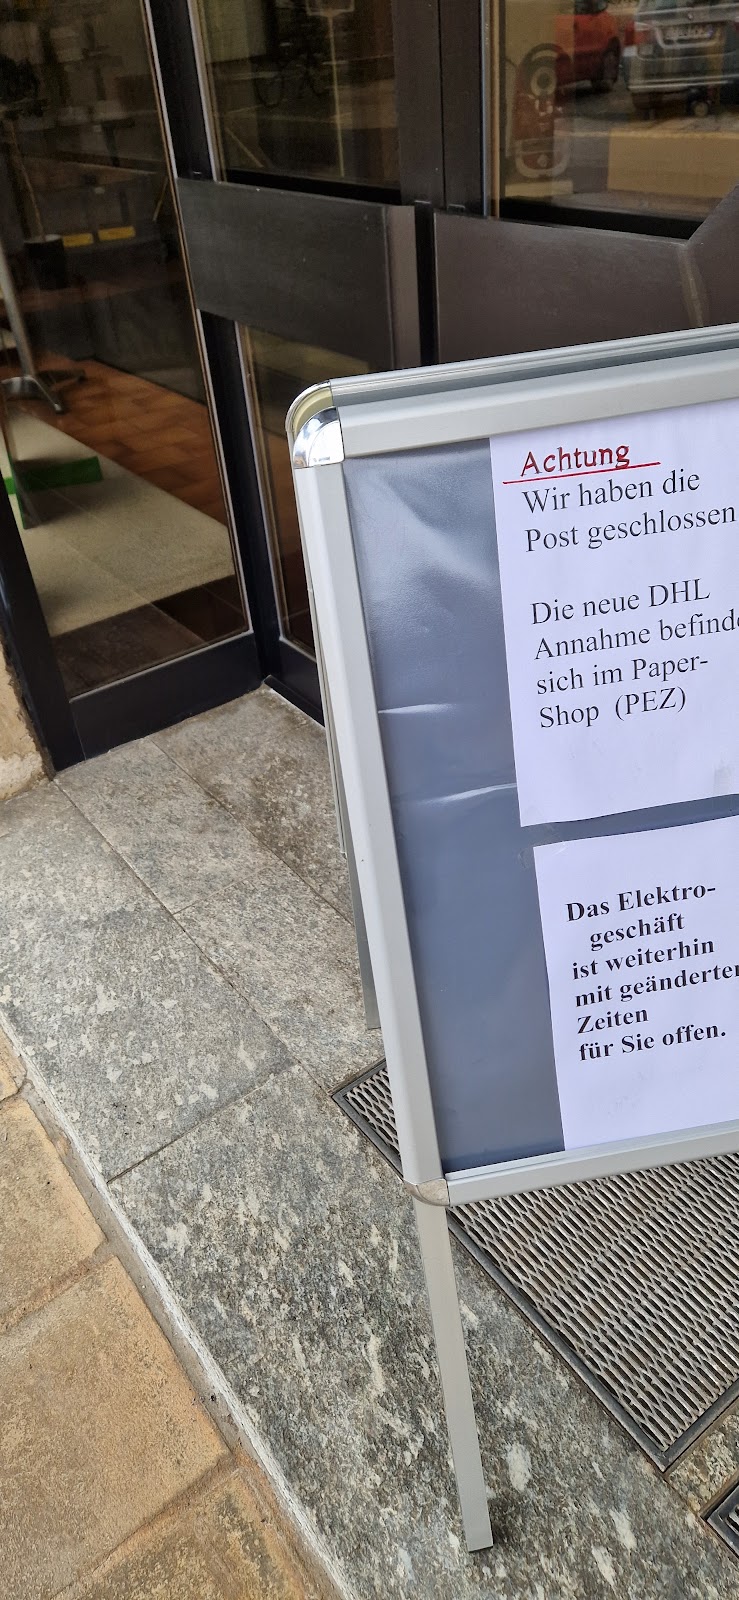 Achtung
Wir haben die
Post geschlossen
Die neue DHL
Annahme befinde
sich im Paper-
Shop (PEZ)
Das Elektro-
geschäft
ist weiterhin
mit geänderten
Zeiten
für Sie offen.